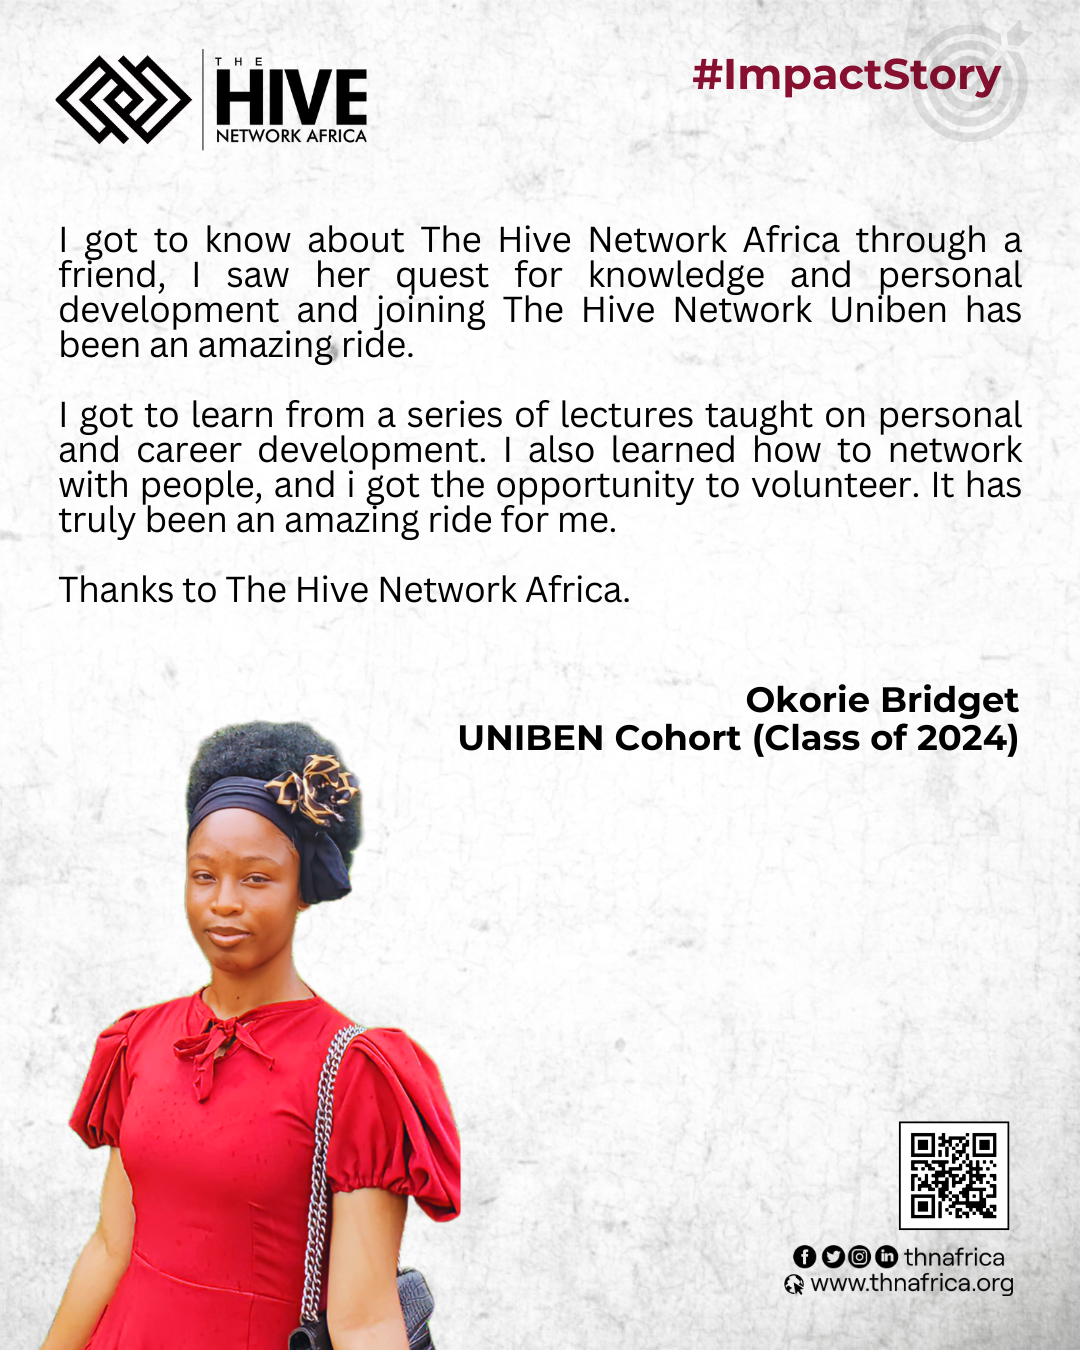 THE
HIVE
NETWORK AFRICA
#ImpactStory
I got to know about The Hive Network Africa through a
friend, I saw her quest for knowledge and personal
development and joining The Hive Network Uniben has
been an amazing ride.
I got to learn from a series of lectures taught on personal
and career development. I also learned how to network
with people, and i got the opportunity to volunteer. It has
truly been an amazing ride for me.
Thanks to The Hive Network Africa.
Okorie Bridget
UNIBEN Cohort (Class of 2024)
thnafrica
www.thnafrica.org